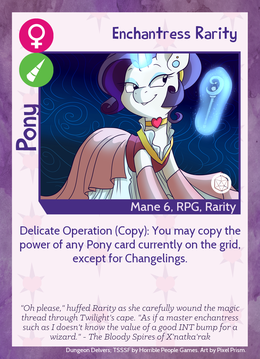 Enchantress Rarity
Pony
Mane 6, RPG, Rarity
Delicate Operation (Copy): You may copy the
power of any Pony card currently on the grid,
except for Changelings.
"Oh please," huffed Rarity as she carefully wound the magic
thread through Twilight's cape. "As if a master enchantress
such as I doesn't know the value of a good INT bump for a
wizard." - The Bloody Spires of X'natka'rak
Dungeon Delvers: TSSSF by Horrible People Games. Art by Pixel Prism.